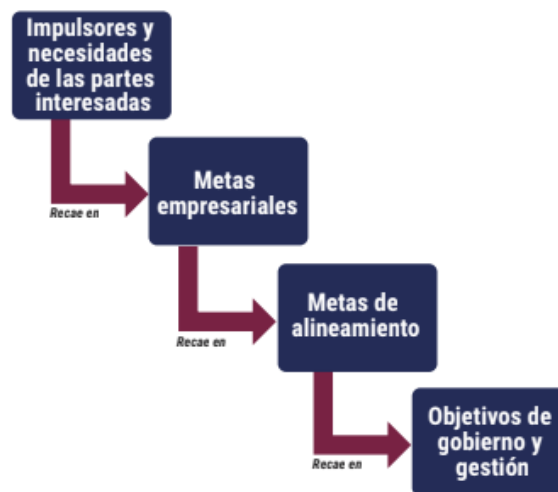 Impulsores y
necesidades
de las partes
interesadas
Recae en
Metas
empresariales
Recae en
Metas de
alineamiento
Recae en
Objetivos de
gobierno y
gestión